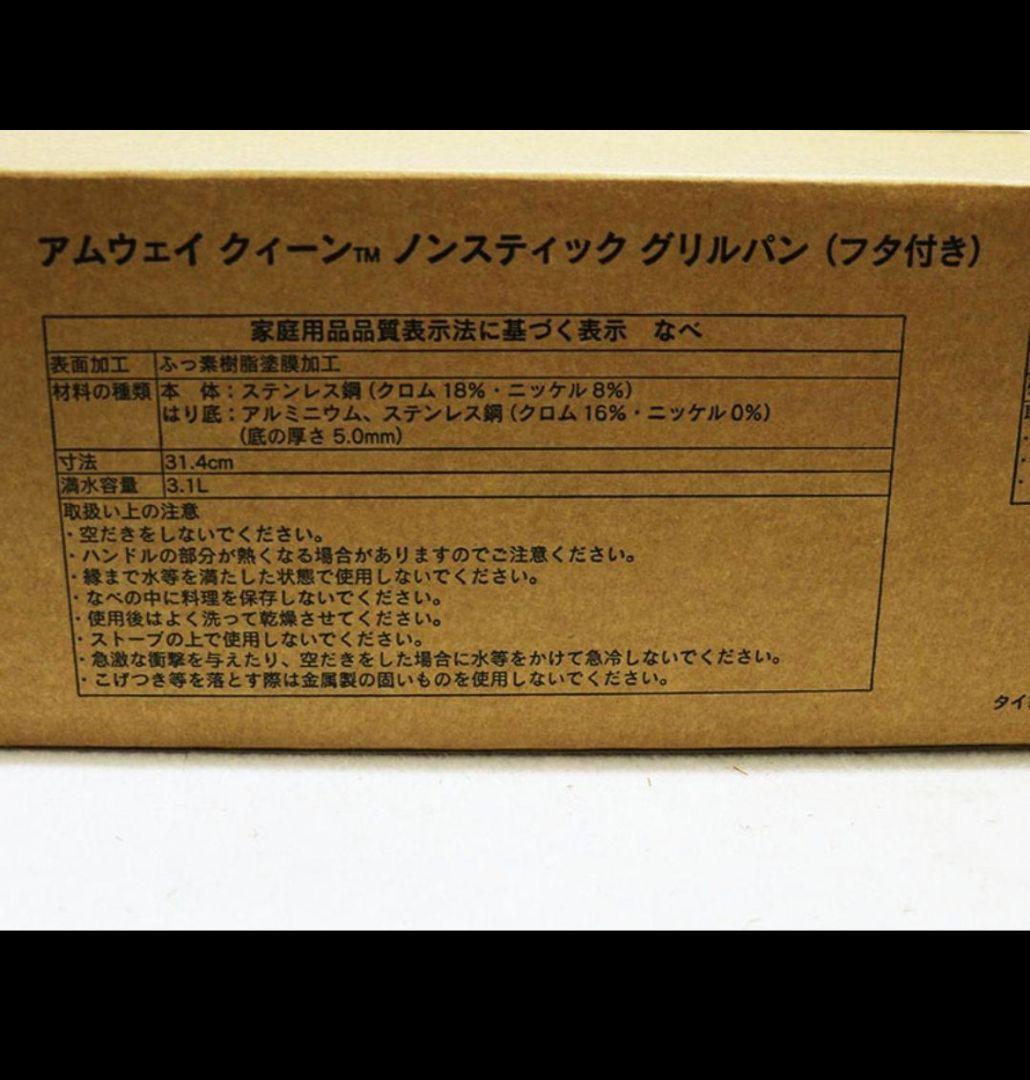 アムウェイ クィーン™ ノンスティック グリルパン（フタ付き）
家庭用品品質表示法に基づく表示　なべ
表面加工　ふっ素樹脂塗膜加工
材料の種類　本　体：ステンレス鋼（クロム18%・ニッケル8%）
はり底：アルミニウム、ステンレス鋼（クロム16%・ニッケル0%）
（底の厚さ 5.0mm）
寸法　31.4cm
満水容量　3.1L
取扱い上の注意
・空だきをしないでください。
・ハンドルの部分が熱くなる場合がありますのでご注意ください。
・縁まで水等を満たした状態で使用しないでください。
・なべの中に料理を保存しないでください。
・使用後はよく洗って乾燥させてください。
・ストーブの上で使用しないでください。
・急激な衝撃を与えたり、空だきをした場合に水等をかけて急冷しないでください。
・こげつき等を落とす際は金属製の固いものを使用しないでください。
タイ